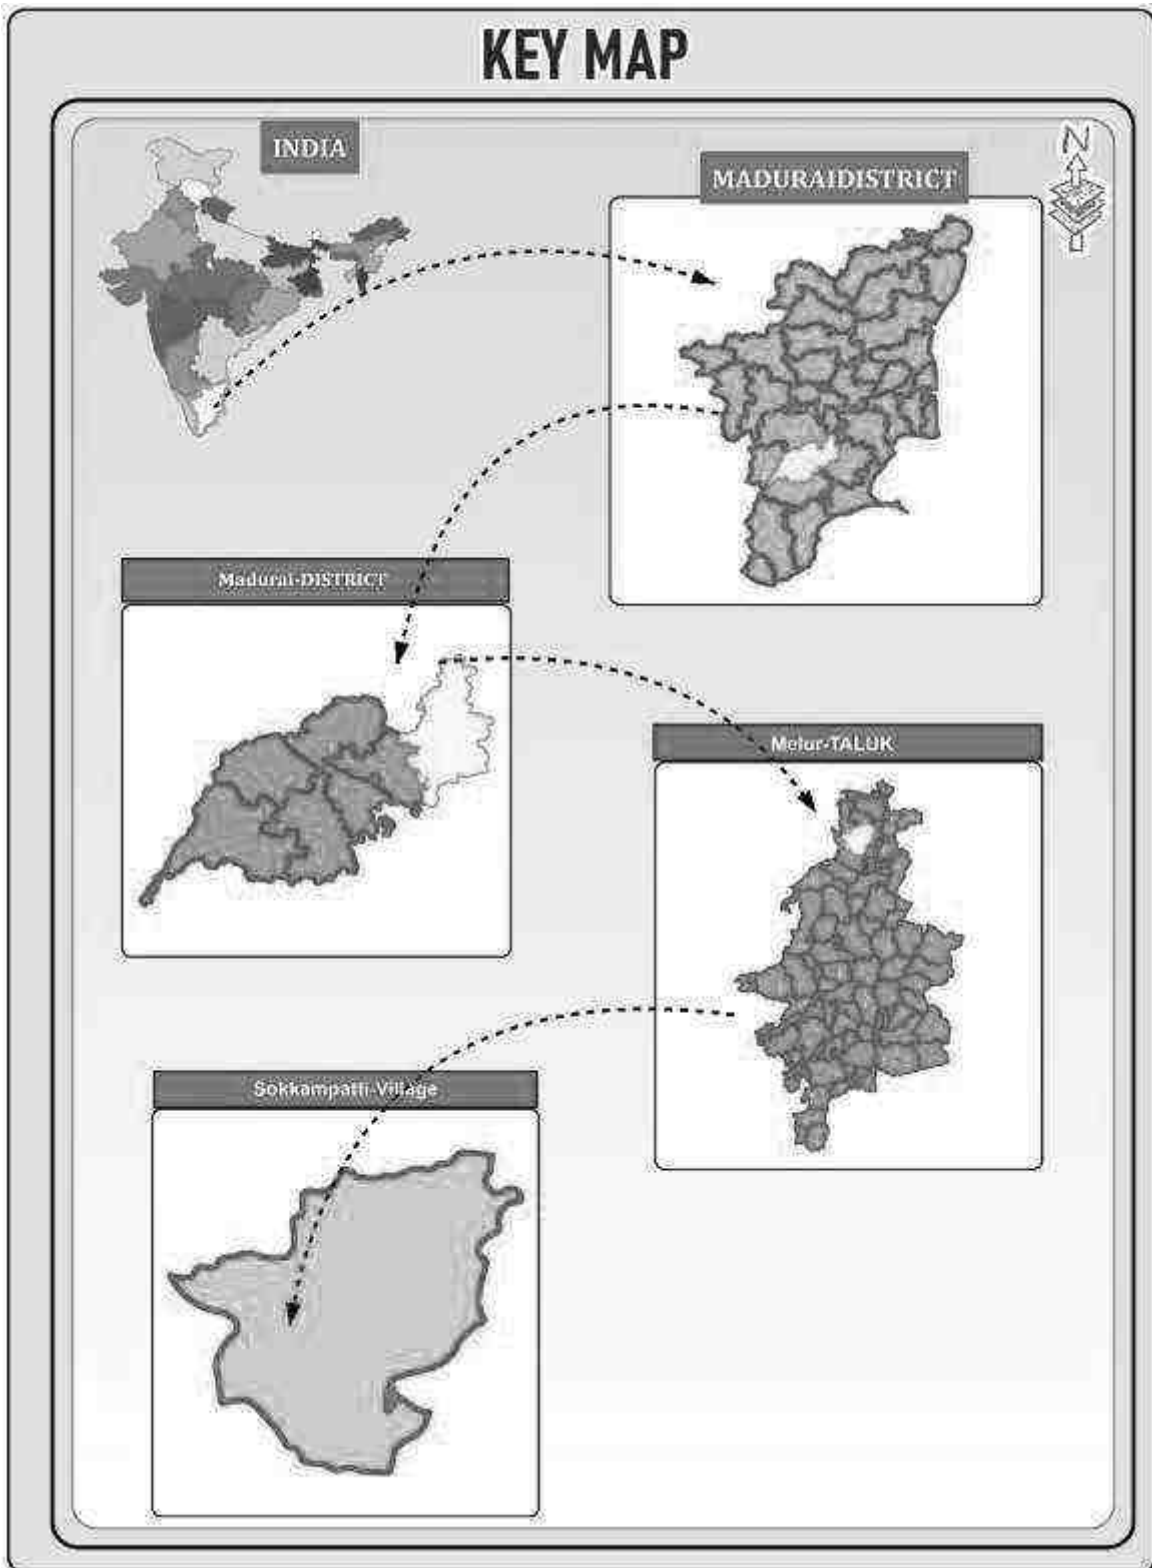 KEY MAP
INDIA
N
MADURAIDISTRICT
Madurai-DISTRICT
Melur-TALUK
Sokkampatti-Village